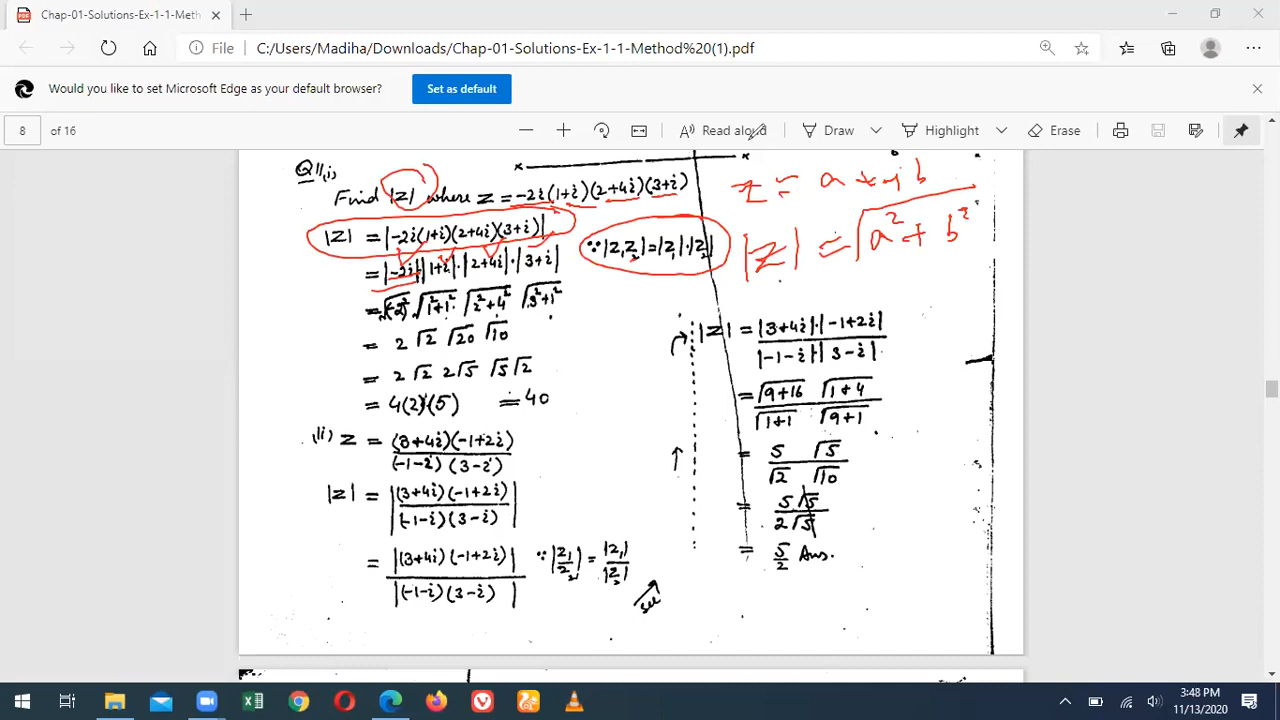 Chap-01-Solutions-Ex-1-1-Meth
File
C:/Users/Madiha/Downloads/Chap-01-Solutions-Ex-1-1-Method%20(1).pdf
Would you like to set Microsoft Edge as your default browser?
Set as default
8 of 16
Read aloud
Draw
Highlight
Erase
Q11,(i)
Find |Z| where z = -2i(1+i)(2+4i)(3+i)
|Z| = |-2i(1+i)(2+4i)(3+i)|
∵|z₁z₂|=|z₁|·|z₂|
= |-2i||1+i|·|2+4i|·|3+i|
= √(-2)² · √1²+1² · √2²+4² √3²+1²
= 2 √2 √20 √10
= 2 √2 2√5 √5√2
= 4(2)(5) = 40
(ii) Z = (3+4i)(-1+2i) / (-1-i)(3-i)
|Z| = |(3+4i)(-1+2i) / (-1-i)(3-i)|
= |(3+4i)(-1+2i)| / |(-1-i)(3-i)| ∵|z₁/z₂| = |z₁|/|z₂|
z = a + ib
|z| = √a² + b²
|Z| = |3+4i|·|-1+2i| / |-1-i||3-i|
= √9+16 √1+4 / √1+1 √9+1
= 5 √5 / √2 √10
= 5√5 / 2√5
= 5/2 Ans.
3:48 PM
11/13/2020